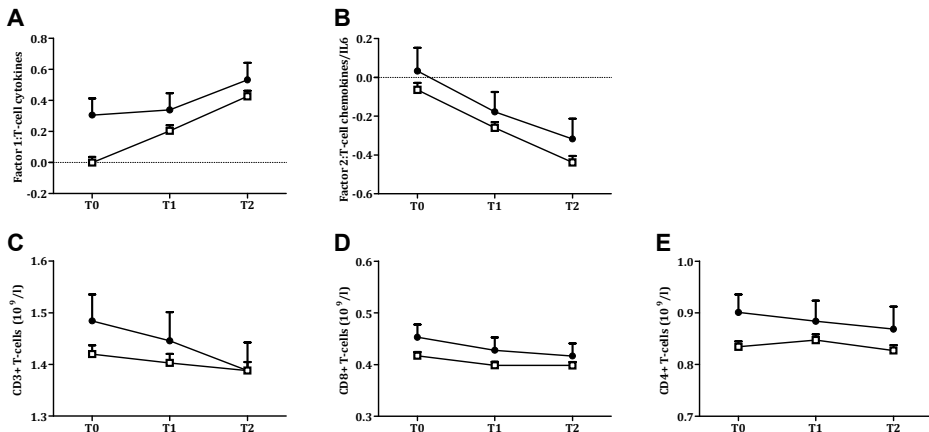 A
Factor 1:T-cell cytokines
0.8
0.6
0.4
0.2
0.0
-0.2
T0 T1 T2
B
Factor 2:T-cell chemokines/IL6
0.2
0.0
-0.2
-0.4
-0.6
T0 T1 T2
C
CD3+ T-cells (10 9/l)
1.6
1.5
1.4
1.3
T0 T1 T2
D
CD8+ T-cells (10 9/l)
0.6
0.5
0.4
0.3
T0 T1 T2
E
CD4+ T-cells (10 9/l)
1.0
0.9
0.8
0.7
T0 T1 T2